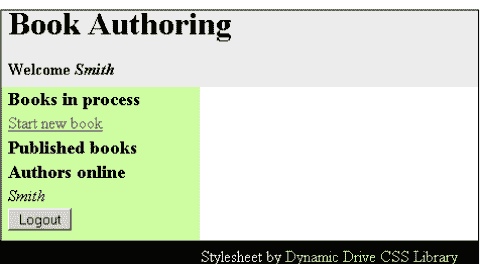 Book Authoring
Welcome Smith
Books in process
Start new book
Published books
Authors online
Smith
Logout
Stylesheet by Dynamic Drive CSS Library